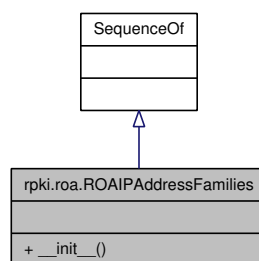 SequenceOf
rpki.roa.ROAIPAddressFamilies
+ __init__()